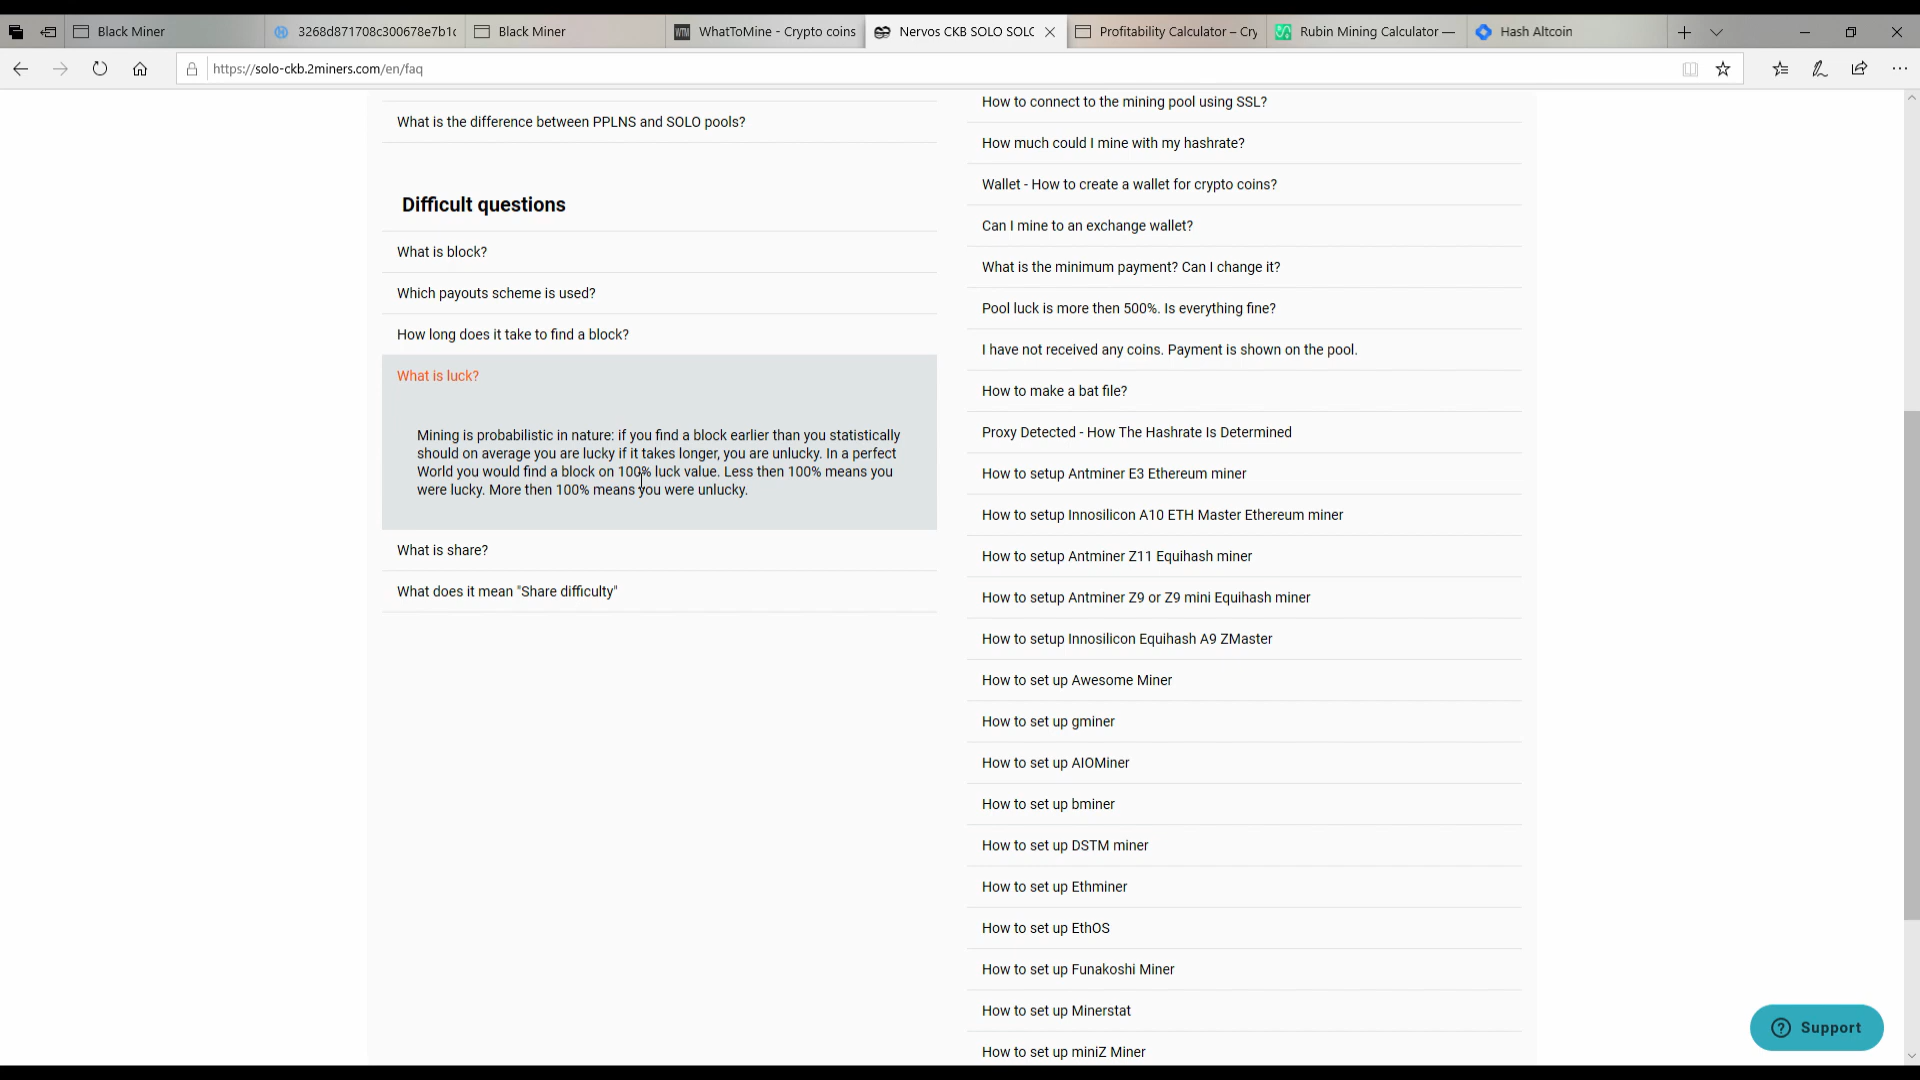 Black Miner
3268d871708c300678e7b1c
Black Miner
WTM
WhatToMine - Crypto coins
Nervos CKB SOLO SOLO
Profitability Calculator – Cry
Rubin Mining Calculator —
Hash Altcoin
https://solo-ckb.2miners.com/en/faq
What is the difference between PPLNS and SOLO pools?
Difficult questions
What is block?
Which payouts scheme is used?
How long does it take to find a block?
What is luck?
Mining is probabilistic in nature: if you find a block earlier than you statistically
should on average you are lucky if it takes longer, you are unlucky. In a perfect
World you would find a block on 100% luck value. Less then 100% means you
were lucky. More then 100% means you were unlucky.
What is share?
What does it mean "Share difficulty"
How to connect to the mining pool using SSL?
How much could I mine with my hashrate?
Wallet - How to create a wallet for crypto coins?
Can I mine to an exchange wallet?
What is the minimum payment? Can I change it?
Pool luck is more then 500%. Is everything fine?
I have not received any coins. Payment is shown on the pool.
How to make a bat file?
Proxy Detected - How The Hashrate Is Determined
How to setup Antminer E3 Ethereum miner
How to setup Innosilicon A10 ETH Master Ethereum miner
How to setup Antminer Z11 Equihash miner
How to setup Antminer Z9 or Z9 mini Equihash miner
How to setup Innosilicon Equihash A9 ZMaster
How to set up Awesome Miner
How to set up gminer
How to set up AIOMiner
How to set up bminer
How to set up DSTM miner
How to set up Ethminer
How to set up EthOS
How to set up Funakoshi Miner
How to set up Minerstat
How to set up miniZ Miner
Support